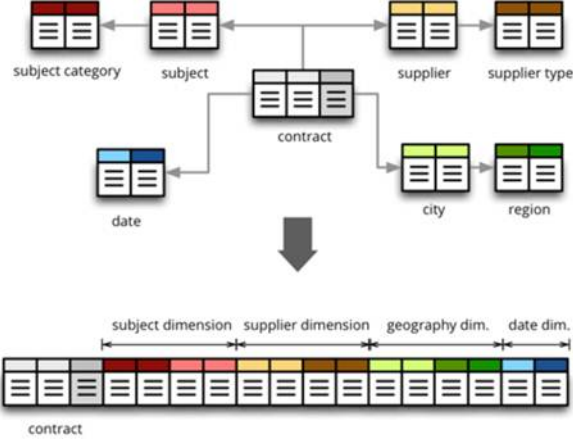 subject category
subject
supplier
supplier type
contract
date
city
region
subject dimension
supplier dimension
geography dim.
date dim.
contract